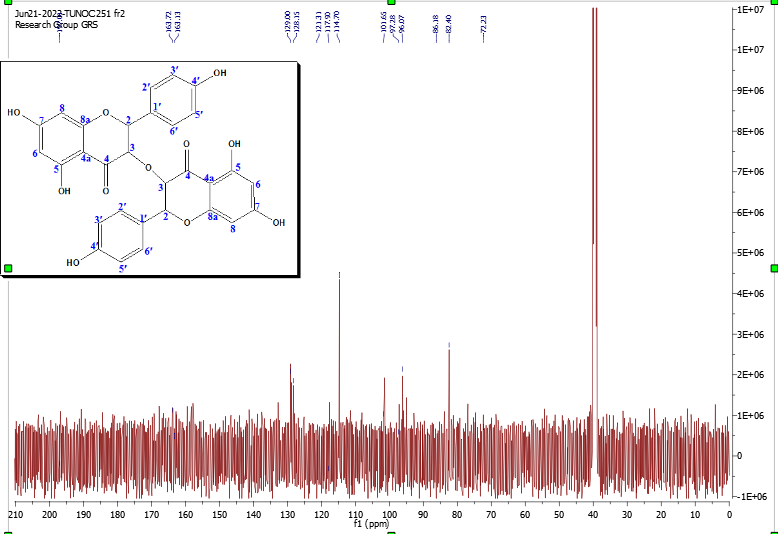 Jun21-2022-TUNOC251 fr2
Research Group GRS
163.72
163.13
129.00
128.15
121.31
117.90
114.70
101.65
97.28
96.07
86.18
82.40
72.23
3' OH
2' 4'
HO 8 O 1' 5'
7 8a 2 6'
6 4a 4 3 O OH
5 O 4 4a 5 6
OH O 3
2' 1' 2 O 8a 8 7 OH
3'
4' 6'
HO 5'
1E+07
1E+07
9E+06
8E+06
7E+06
6E+06
5E+06
4E+06
3E+06
2E+06
1E+06
0
-1E+06
210 200 190 180 170 160 150 140 130 120 110 100 90 80 70 60 50 40 30 20 10 0
f1 (ppm)